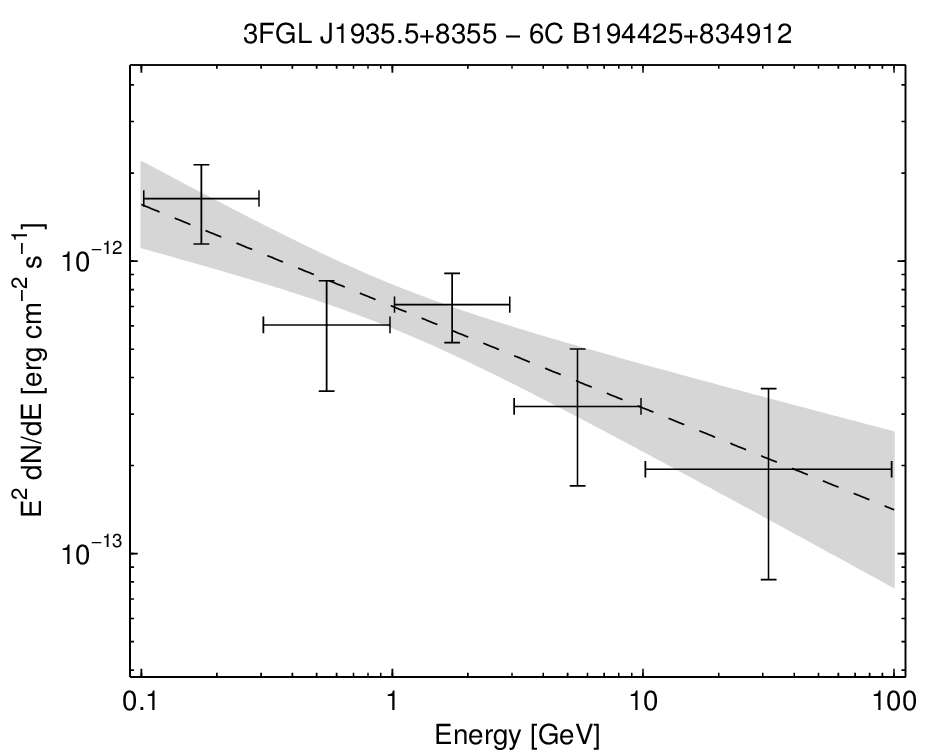 3FGL J1935.5+8355 − 6C B194425+834912
E² dN/dE [erg cm⁻² s⁻¹]
10⁻¹²
10⁻¹³
0.1 1 10 100
Energy [GeV]